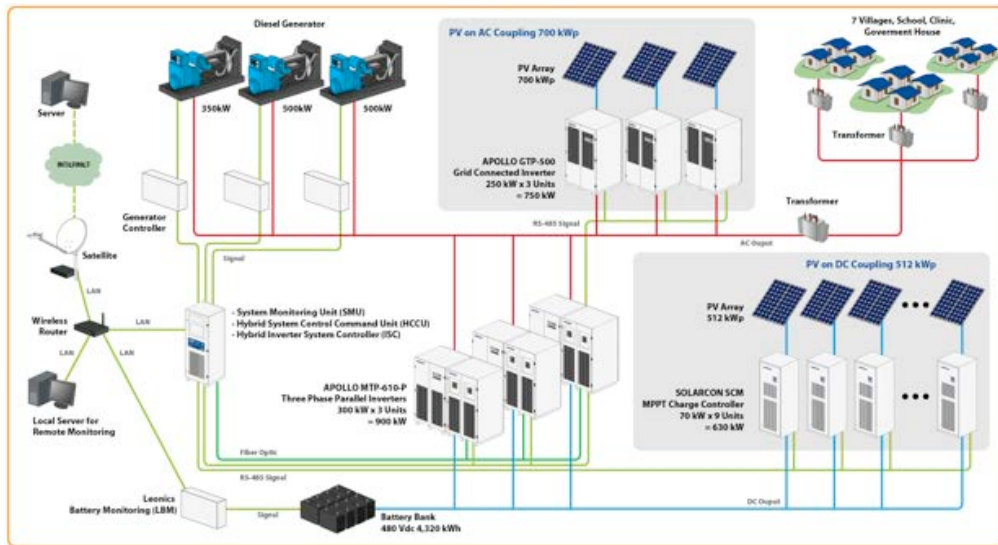 Diesel Generator
350kW
500kW
500kW
Server
INTERNET
Satellite
LAN
Wireless
Router
LAN
LAN
LAN
Local Server for
Remote Monitoring
Generator
Controller
Signal
- System Monitoring Unit (SMU)
- Hybrid System Control Command Unit (HCCU)
- Hybrid Inverter System Controller (ISC)
PV on AC Coupling 700 kWp
PV Array
700 kWp
APOLLO GTP-500
Grid Connected Inverter
250 kW x 3 Units
= 750 kW
RS-485 Signal
7 Villages, School, Clinic,
Goverment House
Transformer
Transformer
AC Ouput
PV on DC Coupling 512 kWp
PV Array
512 kWp
SOLARCON SCM
MPPT Charge Controller
70 kW x 9 Units
= 630 kW
APOLLO MTP-610-P
Three Phase Parallel Inverters
300 kW x 3 Units
= 900 kW
Fiber Optic
RS-485 Signal
DC Ouput
Leonics
Battery Monitoring (LBM)
Signal
Battery Bank
480 Vdc 4,320 kWh